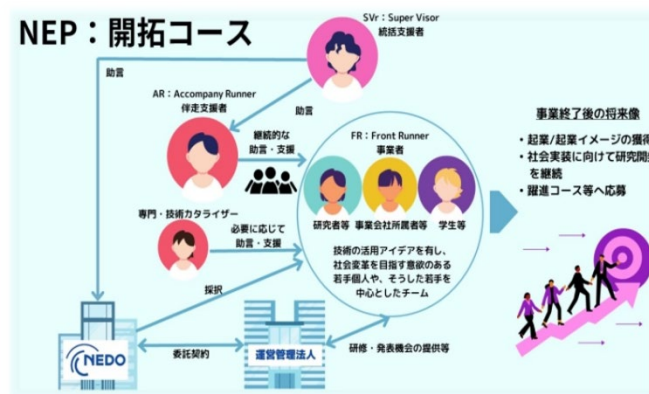 NEP：開拓コース
SVr：Super Visor
統括支援者
助言
AR：Accompany Runner
伴走支援者
助言
継続的な
助言・支援
FR：Front Runner
事業者
研究者等 事業会社所属者等 学生等
技術の活用アイデアを有し、
社会変革を目指す意欲のある
若手個人や、そうした若手を
中心としたチーム
専門・技術カタライザー
必要に応じて
助言・支援
採択
NEDO
委託契約
運営管理法人
研修・発表機会の提供等
事業終了後の将来像
・起業/起業イメージの獲得
・社会実装に向けて研究開発
を継続
・躍進コース等へ応募